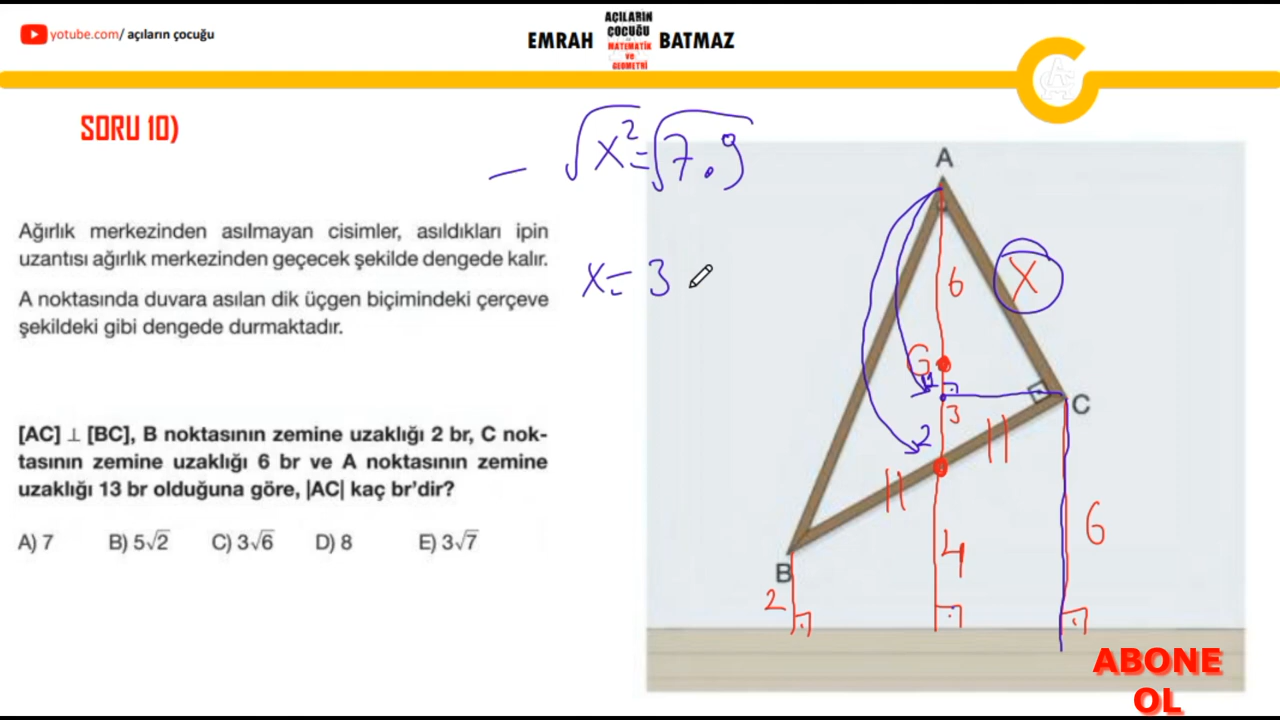 yotube.com/ açıların çocuğu
EMRAH
AÇILARIN
ÇOCUĞU
MATEMATİK
ve
GEOMETRİ
BATMAZ
SORU 10)
Ağırlık merkezinden asılmayan cisimler, asıldıkları ipin
uzantısı ağırlık merkezinden geçecek şekilde dengede kalır.
A noktasında duvara asılan dik üçgen biçimindeki çerçeve
şekildeki gibi dengede durmaktadır.
[AC] ⊥ [BC], B noktasının zemine uzaklığı 2 br, C nok-
tasının zemine uzaklığı 6 br ve A noktasının zemine
uzaklığı 13 br olduğuna göre, |AC| kaç br'dir?
A) 7 B) 5√2 C) 3√6 D) 8 E) 3√7
√x² = √7.9
x = 3
A
6
X
G
3
C
2
B
4
6
2
ABONE
OL